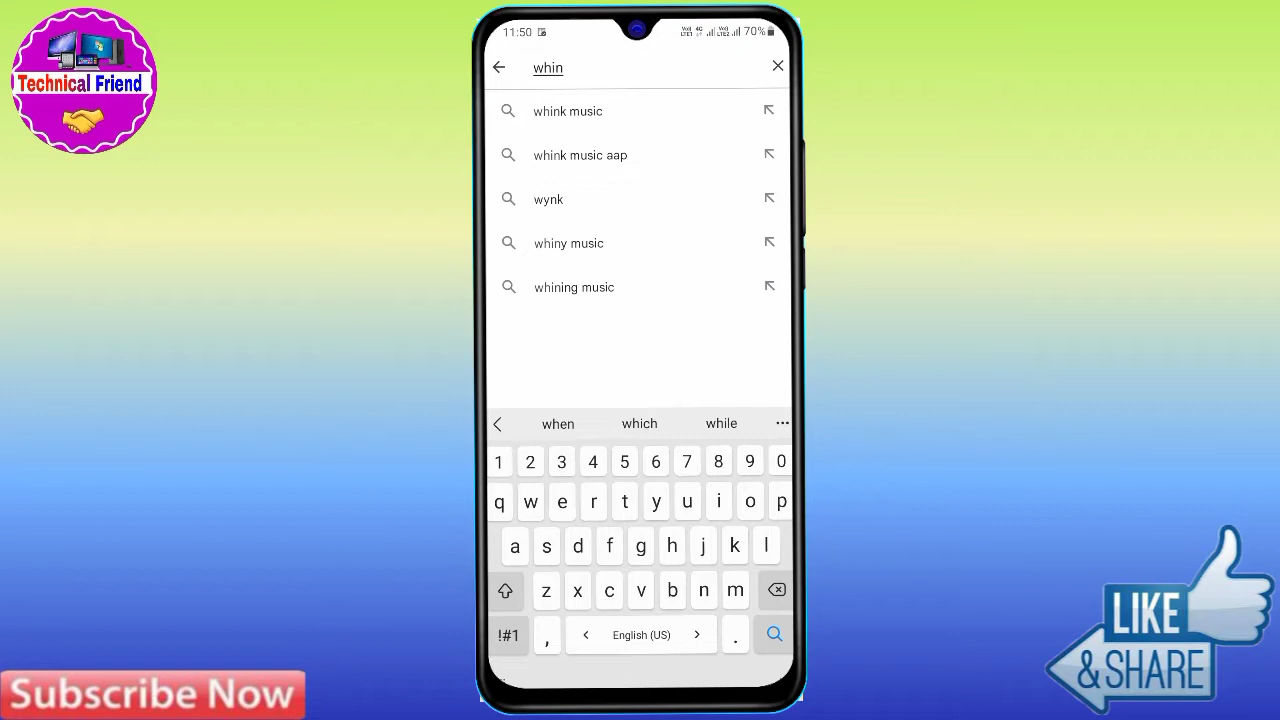 Technical Friend
11:50
70%
whin
whink music
whink music aap
wynk
whiny music
whining music
when which while
1 2 3 4 5 6 7 8 9 0
q w e r t y u i o p
a s d f g h j k l
z x c v b n m
!#1 , < English (US) > .
LIKE
& SHARE
Subscribe Now